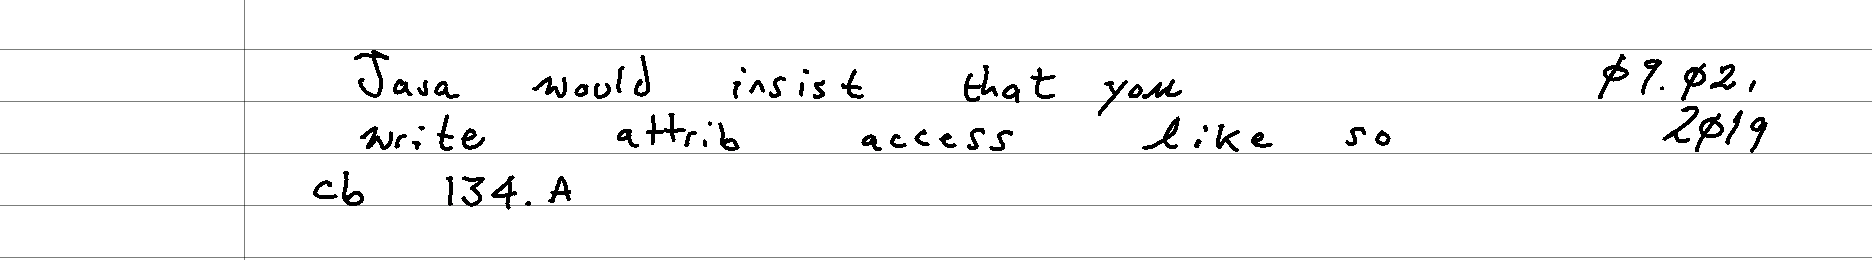 Java would insist that you 09.02.
write attrib access like so 2019
cb 134.A